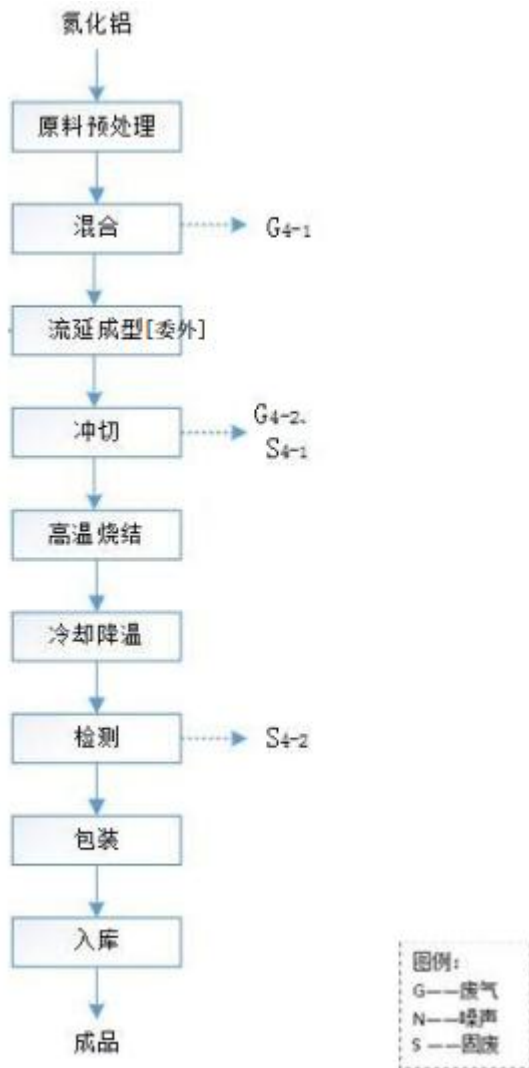 氮化铝
原料预处理
混合
G4-1
流延成型[委外]
冲切
G4-2、
S4-1
高温烧结
冷却降温
检测
S4-2
包装
入库
成品
图例:
G——废气
N——噪声
S ——固废